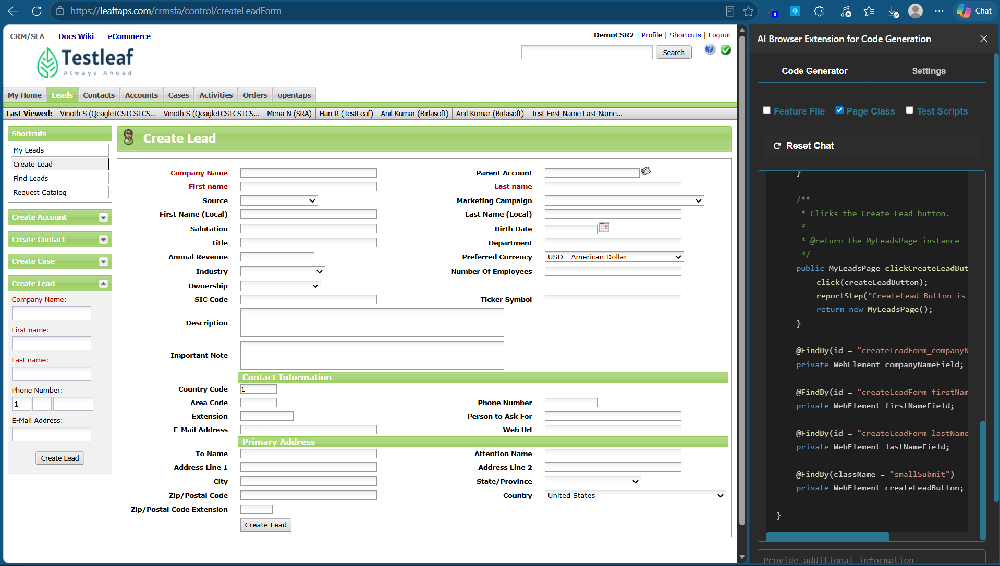 https://leaftaps.com/crmsfa/control/createLeadForm
0
Chat
CRM/SFA Docs Wiki eCommerce
DemoCSR2 | Profile | Shortcuts | Logout
Testleaf
Always Ahead
Search
My Home Leads Contacts Accounts Cases Activities Orders opentaps
Last Viewed: Vinoth S (QeagleTCSTCSTCS... Vinoth S (QeagleTCSTCSTCS... Mena N (SRA) Hari R (TestLeaf) Anil Kumar (Birlasoft) Anil Kumar (Birlasoft) Test First Name Last Name...
Shortcuts
My Leads
Create Lead
Find Leads
Request Catalog
Create Account
Create Contact
Create Case
Create Lead
Company Name:
First name:
Last name:
Phone Number:
1
E-Mail Address:
Create Lead
Create Lead
Company Name Parent Account
First name Last name
Source Marketing Campaign
First Name (Local) Last Name (Local)
Salutation Birth Date
Title Department
Annual Revenue Preferred Currency USD - American Dollar
Industry Number Of Employees
Ownership
SIC Code Ticker Symbol
Description
Important Note
Contact Information
Country Code 1
Area Code Phone Number
Extension Person to Ask For
E-Mail Address Web Url
Primary Address
To Name Attention Name
Address Line 1 Address Line 2
City State/Province
Zip/Postal Code Country United States
Zip/Postal Code Extension
Create Lead
AI Browser Extension for Code Generation
Code Generator Settings
Feature File Page Class Test Scripts
Reset Chat
}
/**
* Clicks the Create Lead button.
*
* @return the MyLeadsPage instance
*/
public MyLeadsPage clickCreateLeadBut
click(createLeadButton);
reportStep("CreateLead Button is
return new MyLeadsPage();
}
@FindBy(id = "createLeadForm_companyN
private WebElement companyNameField;
@FindBy(id = "createLeadForm_firstNam
private WebElement firstNameField;
@FindBy(id = "createLeadForm_lastName
private WebElement lastNameField;
@FindBy(className = "smallSubmit")
private WebElement createLeadButton;
}
Provide additional information